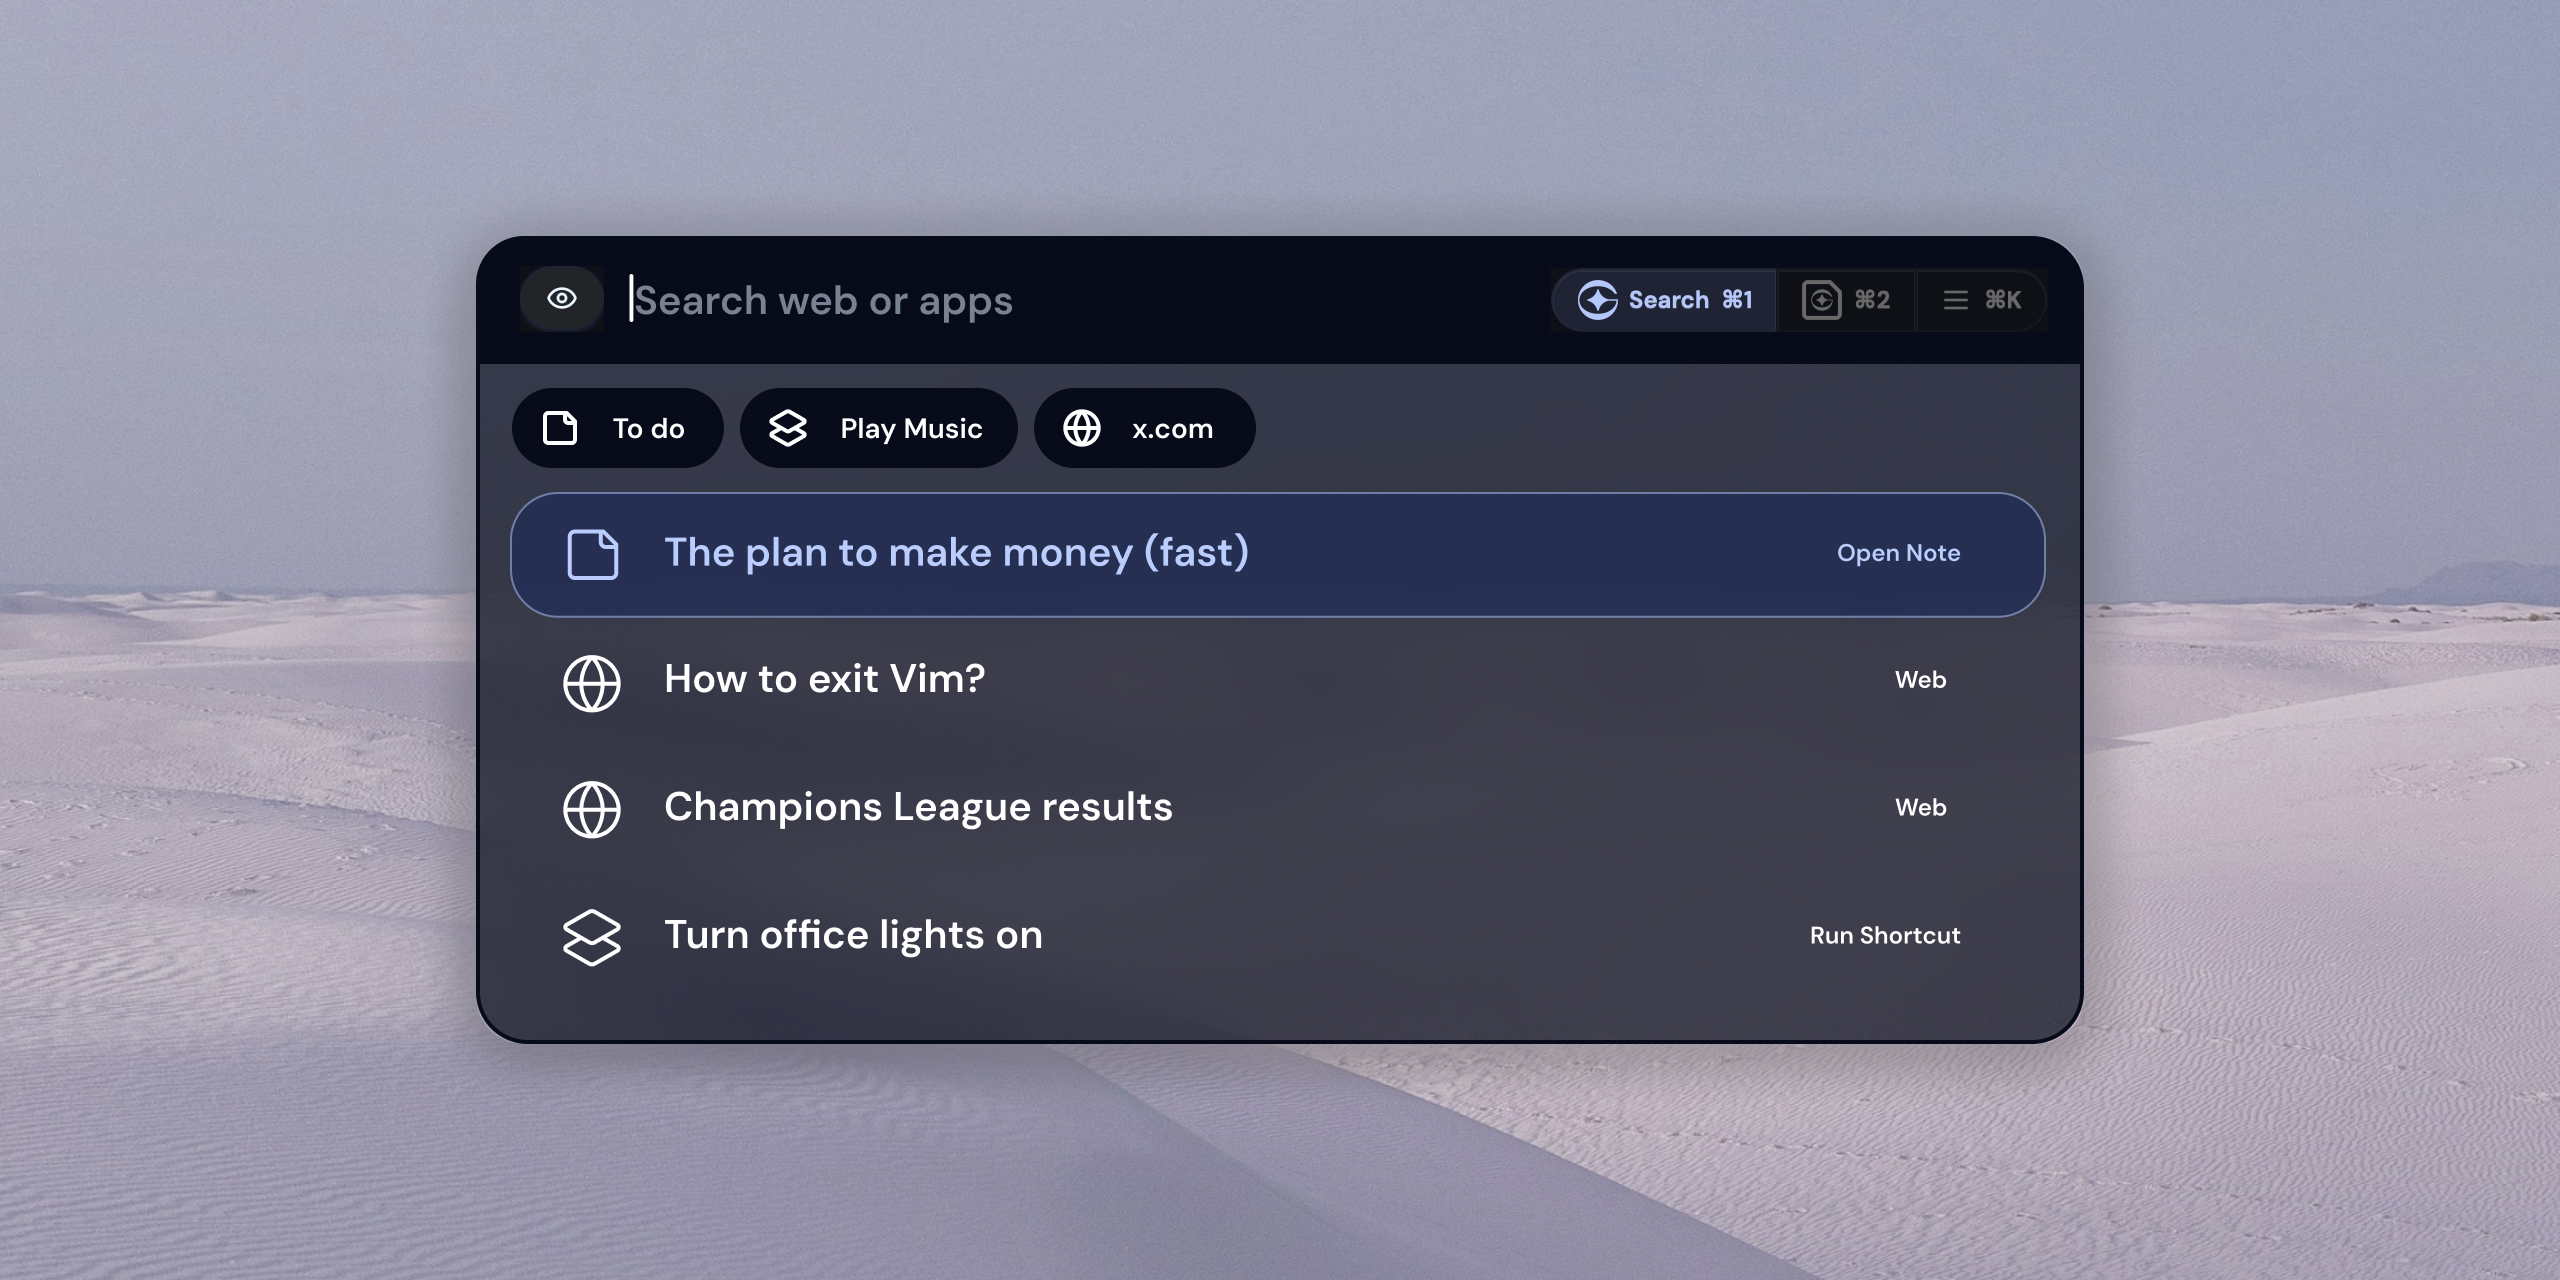 Search web or apps
Search ⌘1 ⌘2 ⌘K
To do Play Music x.com
The plan to make money (fast) Open Note
How to exit Vim? Web
Champions League results Web
Turn office lights on Run Shortcut